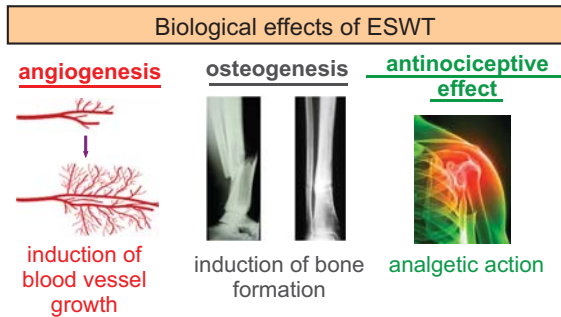 Biological effects of ESWT
angiogenesis
induction of
blood vessel
growth
osteogenesis
induction of bone
formation
antinociceptive
effect
analgetic action